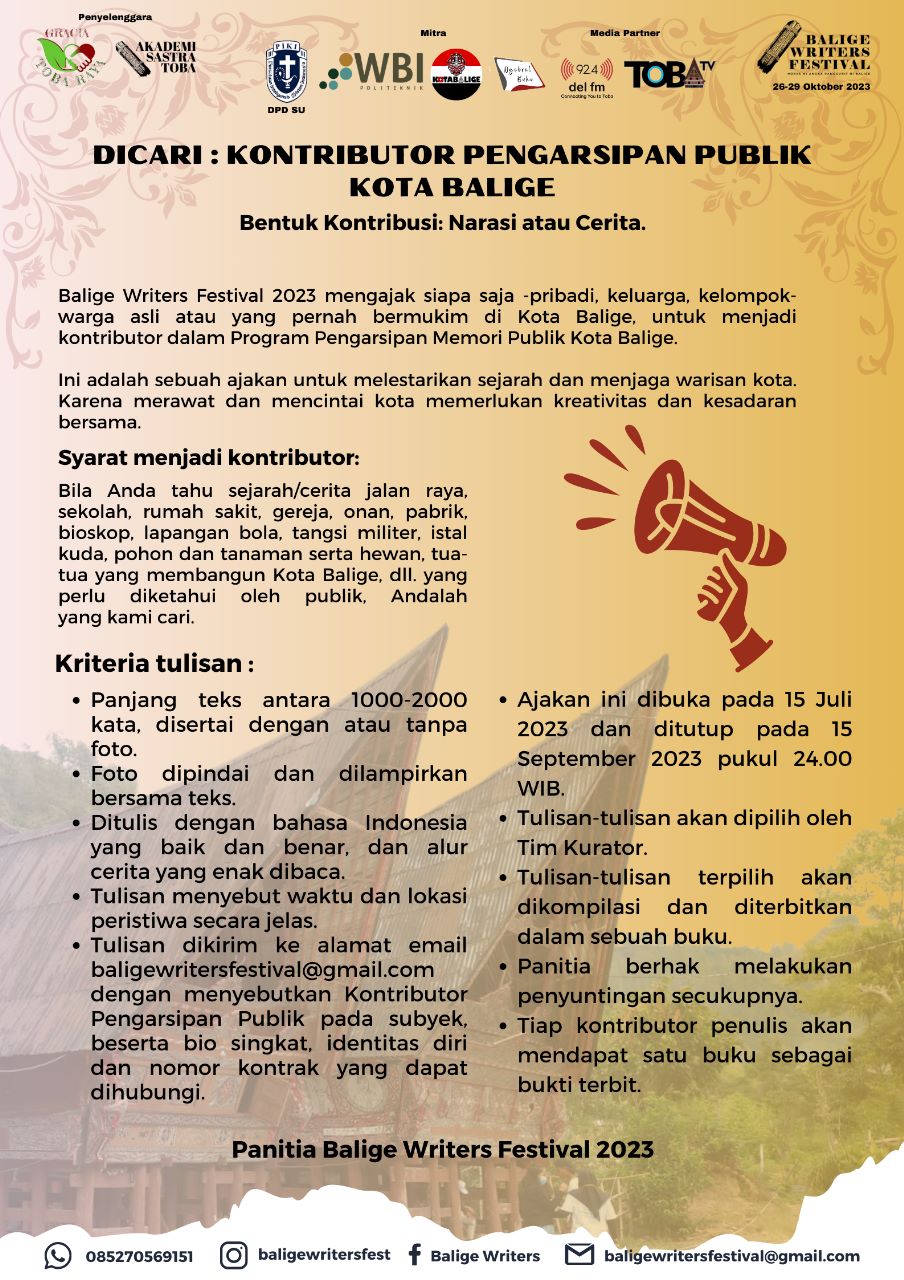 Penyelenggara
GRACIA
TOBA RAYA
AKADEMI
SASTRA
TOBA
Mitra
PIKI
DPD SU
WBI
POLITEKNIK
KOTABALIGE
Media Partner
Ngobrol
Buku
92.4
del fm
Connecting You to Toba
TOBA TV
BALIGE
WRITERS
FESTIVAL
26-29 Oktober 2023
DICARI : KONTRIBUTOR PENGARSIPAN PUBLIK
KOTA BALIGE
Bentuk Kontribusi: Narasi atau Cerita.
Balige Writers Festival 2023 mengajak siapa saja -pribadi, keluarga, kelompok-
warga asli atau yang pernah bermukim di Kota Balige, untuk menjadi
kontributor dalam Program Pengarsipan Memori Publik Kota Balige.
Ini adalah sebuah ajakan untuk melestarikan sejarah dan menjaga warisan kota.
Karena merawat dan mencintai kota memerlukan kreativitas dan kesadaran
bersama.
Syarat menjadi kontributor:
Bila Anda tahu sejarah/cerita jalan raya,
sekolah, rumah sakit, gereja, onan, pabrik,
bioskop, lapangan bola, tangsi militer, istal
kuda, pohon dan tanaman serta hewan, tua-
tua yang membangun Kota Balige, dll. yang
perlu diketahui oleh publik, Andalah
yang kami cari.
Kriteria tulisan :
• Panjang teks antara 1000-2000
kata, disertai dengan atau tanpa
foto.
• Foto dipindai dan dilampirkan
bersama teks.
• Ditulis dengan bahasa Indonesia
yang baik dan benar, dan alur
cerita yang enak dibaca.
• Tulisan menyebut waktu dan lokasi
peristiwa secara jelas.
• Tulisan dikirim ke alamat email
baligewritersfestival@gmail.com
dengan menyebutkan Kontributor
Pengarsipan Publik pada subyek,
beserta bio singkat, identitas diri
dan nomor kontrak yang dapat
dihubungi.
• Ajakan ini dibuka pada 15 Juli
2023 dan ditutup pada 15
September 2023 pukul 24.00
WIB.
• Tulisan-tulisan akan dipilih oleh
Tim Kurator.
• Tulisan-tulisan terpilih akan
dikompilasi dan diterbitkan
dalam sebuah buku.
• Panitia berhak melakukan
penyuntingan secukupnya.
• Tiap kontributor penulis akan
mendapat satu buku sebagai
bukti terbit.
Panitia Balige Writers Festival 2023
085270569151
baligewritersfest
Balige Writers
baligewritersfestival@gmail.com